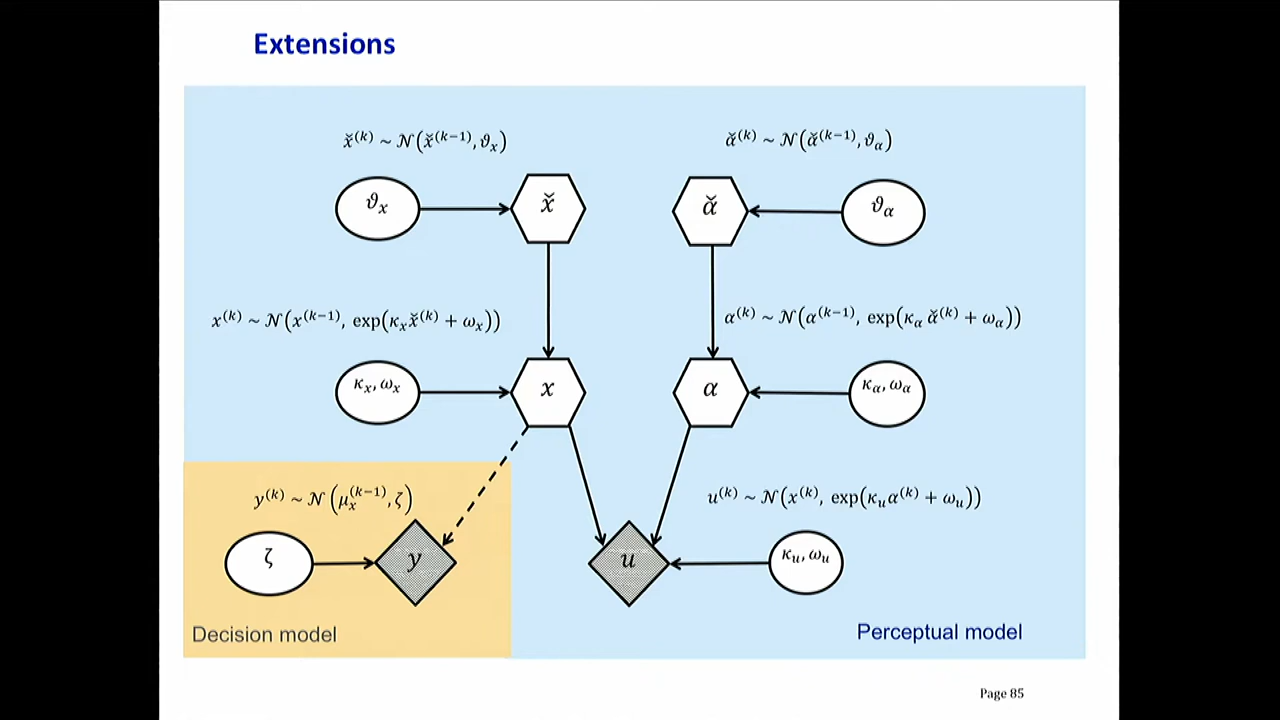 Extensions
x̌^(k) ~ 𝒩(x̌^(k−1), ϑ_x)
α̌^(k) ~ 𝒩(α̌^(k−1), ϑ_α)
ϑ_x
x̌
α̌
ϑ_α
x^(k) ~ 𝒩(x^(k−1), exp(κ_x x̌^(k) + ω_x))
α^(k) ~ 𝒩(α^(k−1), exp(κ_α α̌^(k) + ω_α))
κ_x, ω_x
x
α
κ_α, ω_α
y^(k) ~ 𝒩(μ_x^(k−1), ζ)
u^(k) ~ 𝒩(x^(k), exp(κ_u α^(k) + ω_u))
ζ
y
u
κ_u, ω_u
Decision model
Perceptual model
Page 85